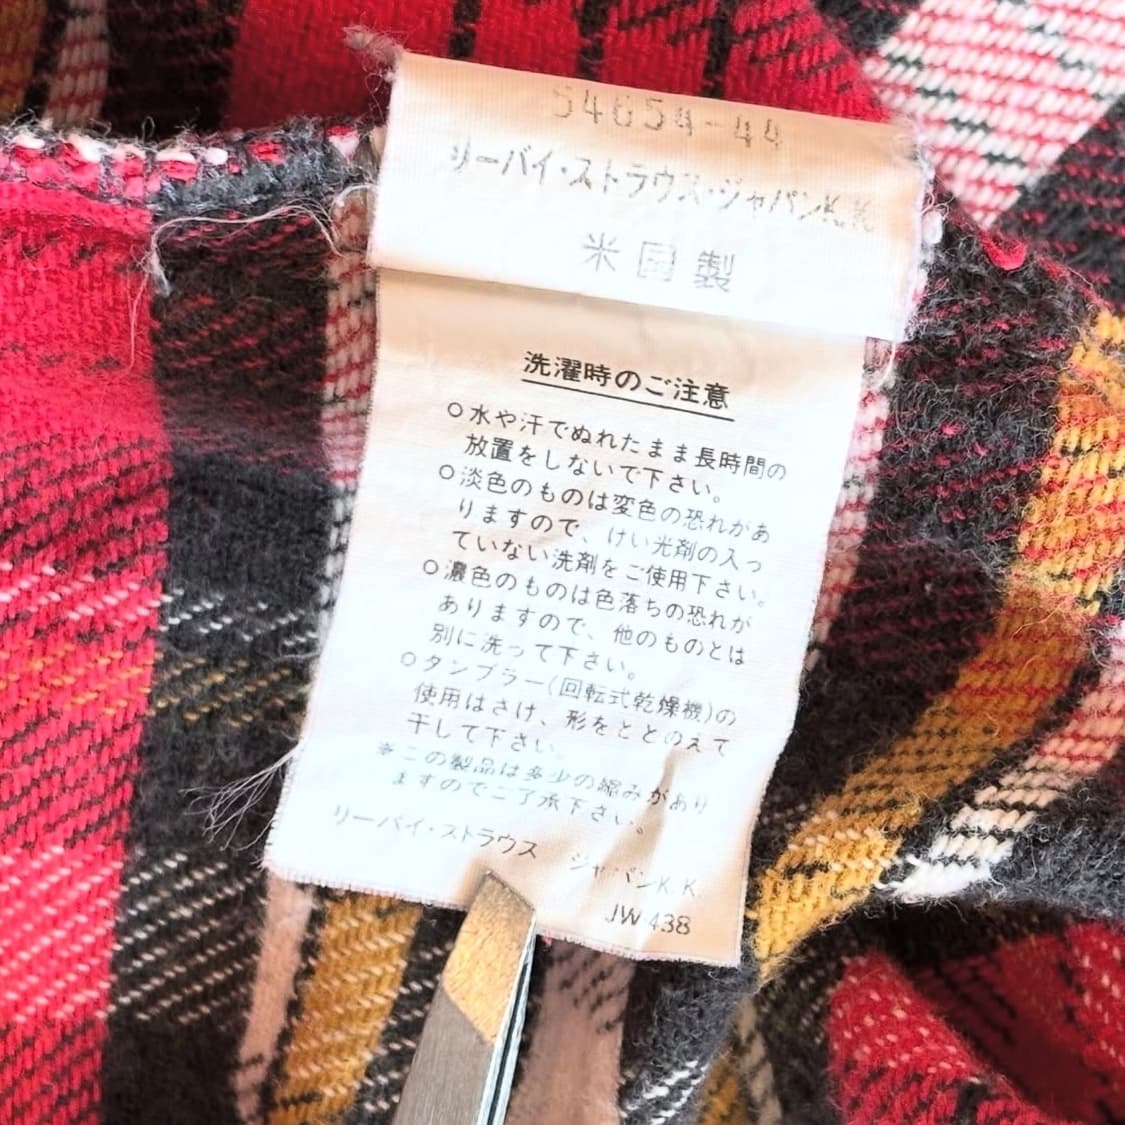 54654-44
リーバイ・ストラウス・ジャパンK.K
米国製
洗濯時のご注意
○水や汗でぬれたまま長時間の
放置をしないで下さい。
○淡色のものは変色の恐れがあ
りますので、けい光剤の入っ
ていない洗剤をご使用下さい。
○濃色のものは色落ちの恐れが
ありますので、他のものとは
別に洗って下さい。
○タンブラー(回転式乾燥機)の
使用はさけ、形をととのえて
干して下さい。
※この製品は多少の縮みがあり
ますのでご了承下さい。
リーバイ・ストラウス ジャパンK.K.
JW 438